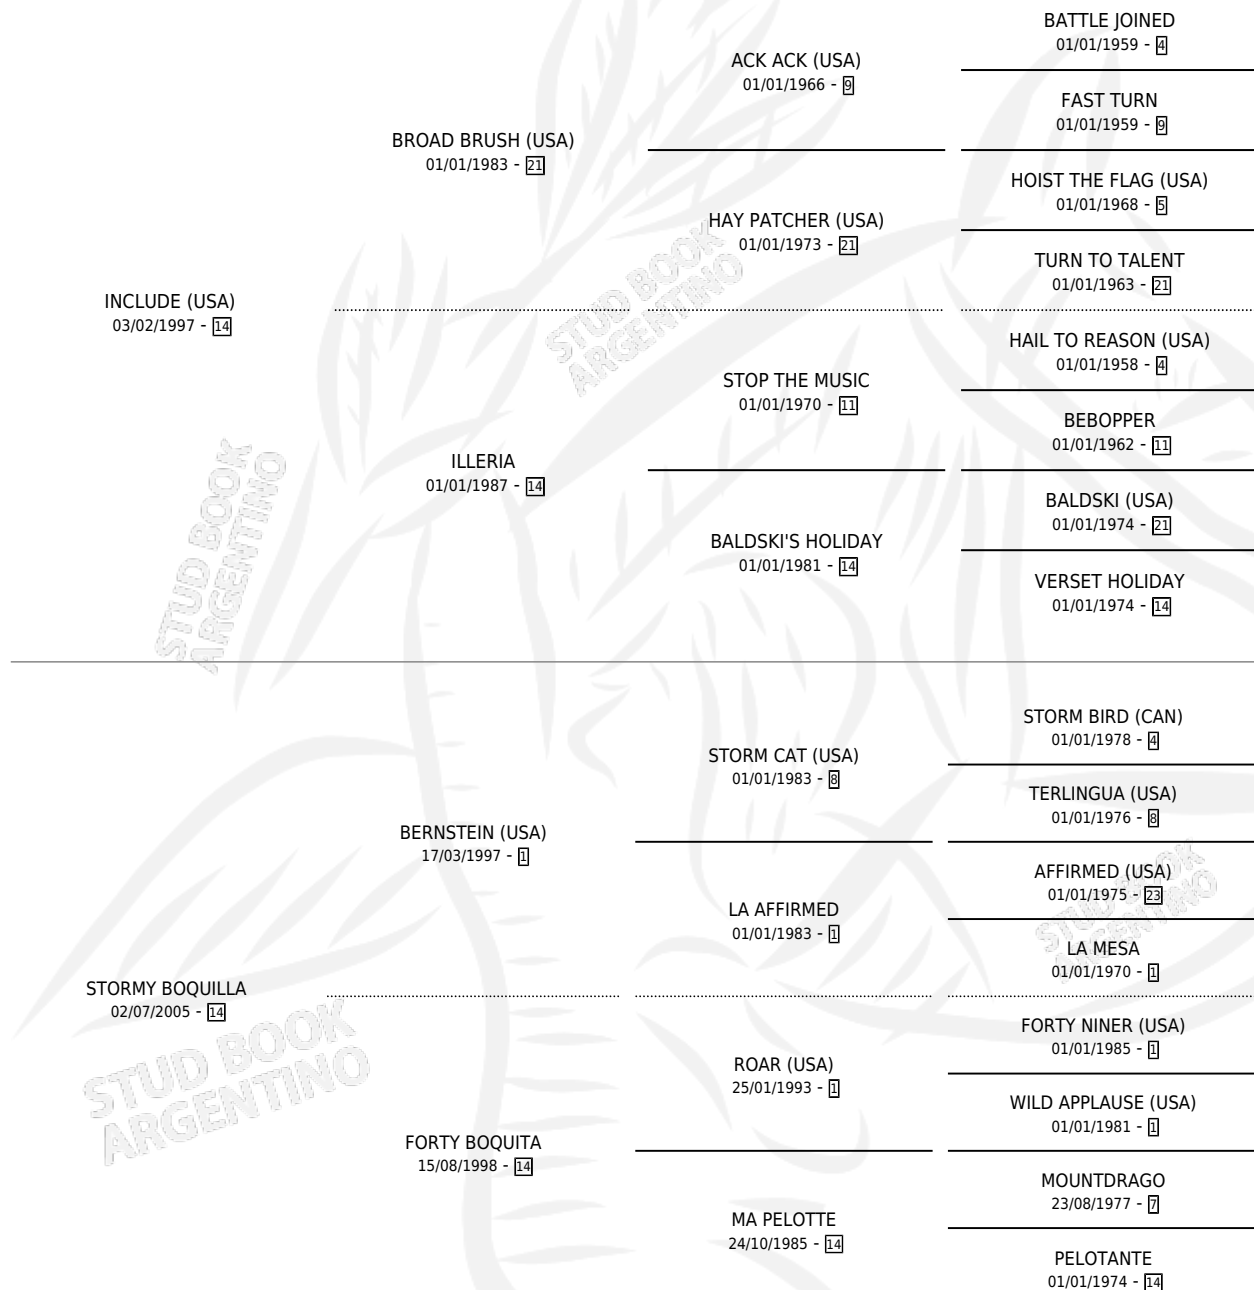 BATTLE JOINED
01/01/1959 - 4
ACK ACK (USA)
01/01/1966 - 9
FAST TURN
01/01/1959 - 9
BROAD BRUSH (USA)
01/01/1983 - 21
HOIST THE FLAG (USA)
01/01/1968 - 5
HAY PATCHER (USA)
01/01/1973 - 21
TURN TO TALENT
01/01/1963 - 21
INCLUDE (USA)
03/02/1997 - 14
HAIL TO REASON (USA)
01/01/1958 - 4
STOP THE MUSIC
01/01/1970 - 11
BEBOPPER
01/01/1962 - 11
ILLERIA
01/01/1987 - 14
BALDSKI (USA)
01/01/1974 - 21
BALDSKI'S HOLIDAY
01/01/1981 - 14
VERSET HOLIDAY
01/01/1974 - 14
STORM BIRD (CAN)
01/01/1978 - 4
STORM CAT (USA)
01/01/1983 - 8
TERLINGUA (USA)
01/01/1976 - 8
BERNSTEIN (USA)
17/03/1997 - 1
AFFIRMED (USA)
01/01/1975 - 23
LA AFFIRMED
01/01/1983 - 1
LA MESA
01/01/1970 - 1
STORMY BOQUILLA
02/07/2005 - 14
FORTY NINER (USA)
01/01/1985 - 1
ROAR (USA)
25/01/1993 - 1
WILD APPLAUSE (USA)
01/01/1981 - 1
FORTY BOQUITA
15/08/1998 - 14
MOUNTDRAGO
23/08/1977 - 7
MA PELOTTE
24/10/1985 - 14
PELOTANTE
01/01/1974 - 14
STUD BOOK
ARGENTINO
STUD BOOK
ARGENTINO
STUD BOOK
ARGENTINO
STUD BOOK
ARGENTINO